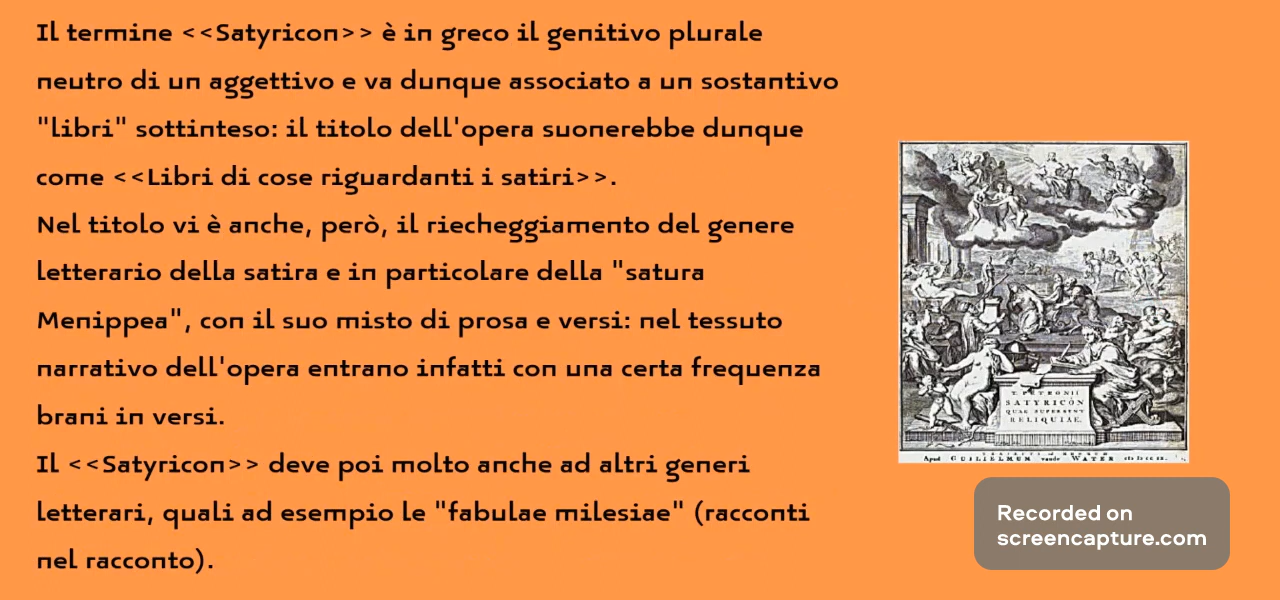 Il termine <<Satyricon>> è in greco il genitivo plurale
neutro di un aggettivo e va dunque associato a un sostantivo
"libri" sottinteso: il titolo dell'opera suonerebbe dunque
come <<Libri di cose riguardanti i satiri>>.
Nel titolo vi è anche, però, il riecheggiamento del genere
letterario della satira e in particolare della "satura
Menippea", con il suo misto di prosa e versi: nel tessuto
narrativo dell'opera entrano infatti con una certa frequenza
brani in versi.
Il <<Satyricon>> deve poi molto anche ad altri generi
letterari, quali ad esempio le "fabulae milesiae" (racconti
nel racconto).
T. PETRONII
SATYRICÔN
QUAE SUPERSUNT
RELIQUIAE.
Apud GUILIELMUM vande WATER
Recorded on
screencapture.com